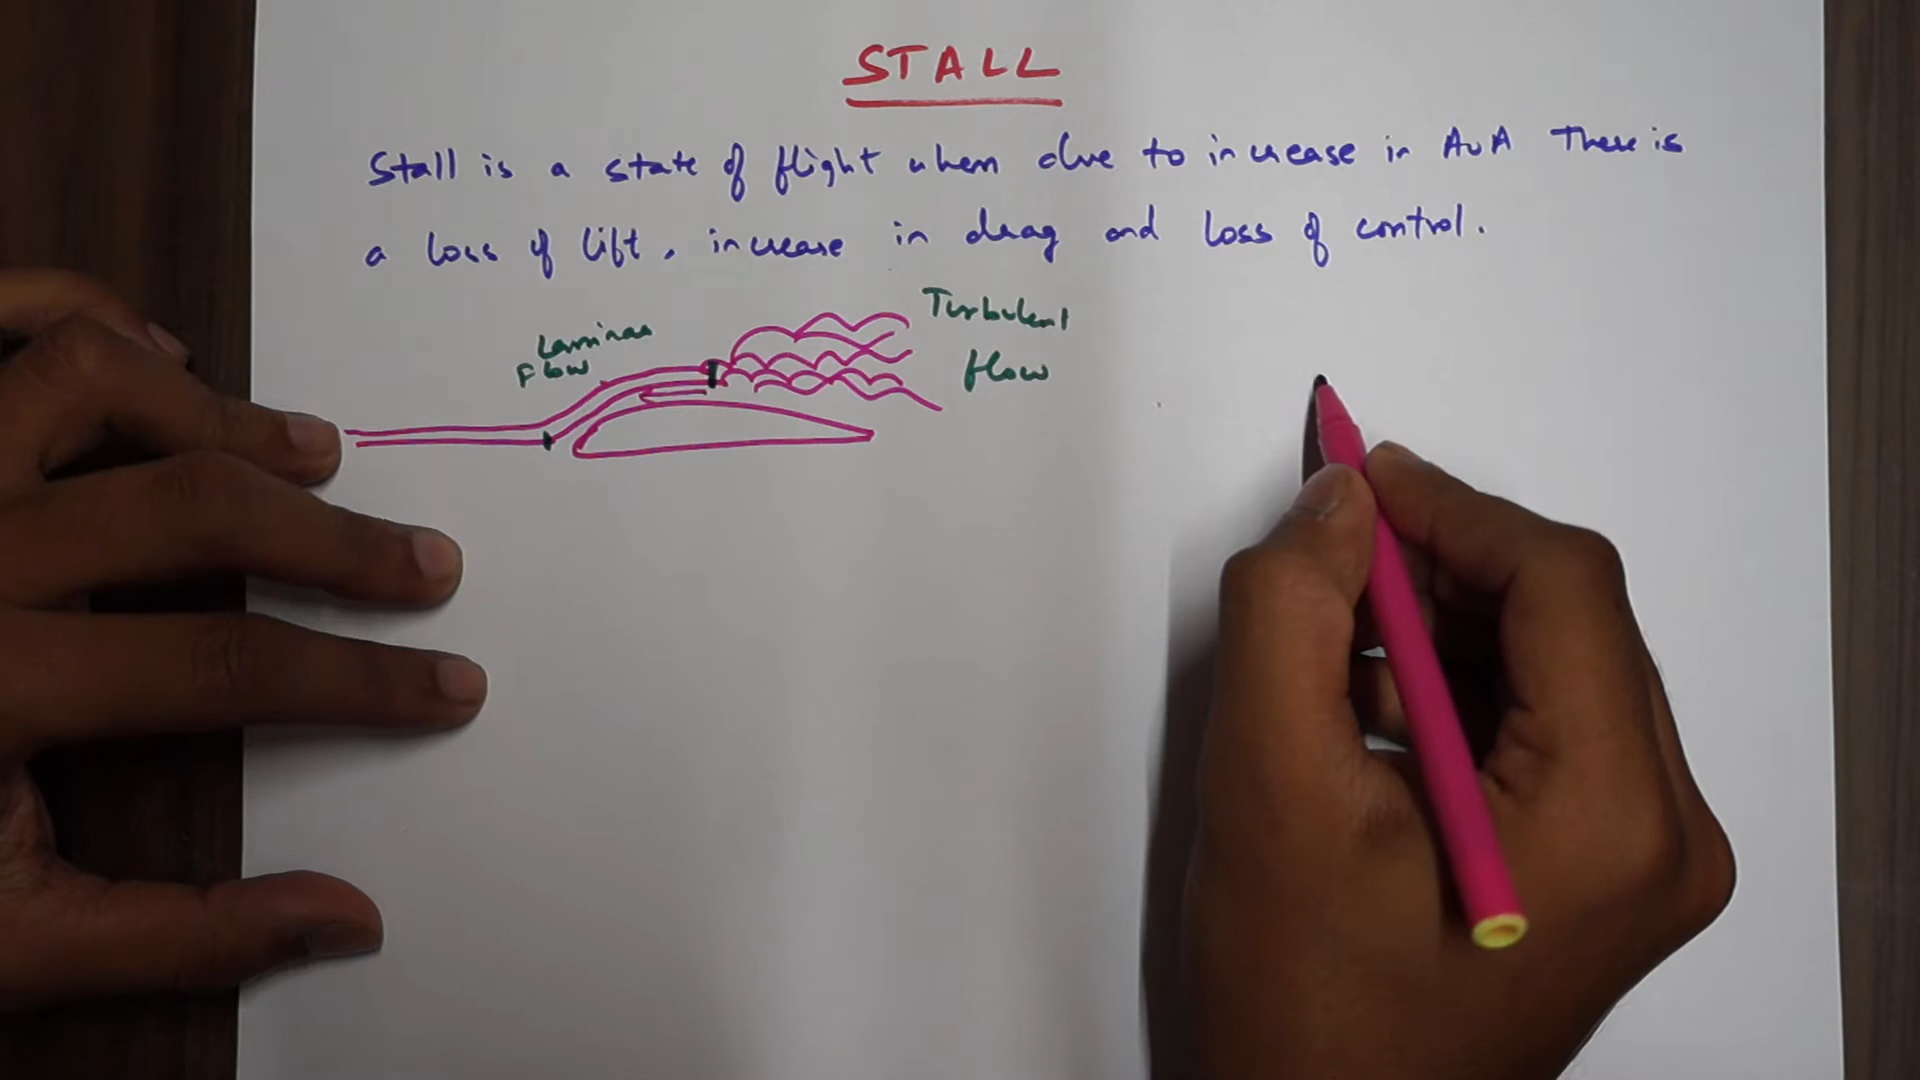 STALL
Stall is a state of flight when due to increase in AOA There is
a loss of lift, increase in drag and loss of control.
Laminar
Flow
Turbulent
flow